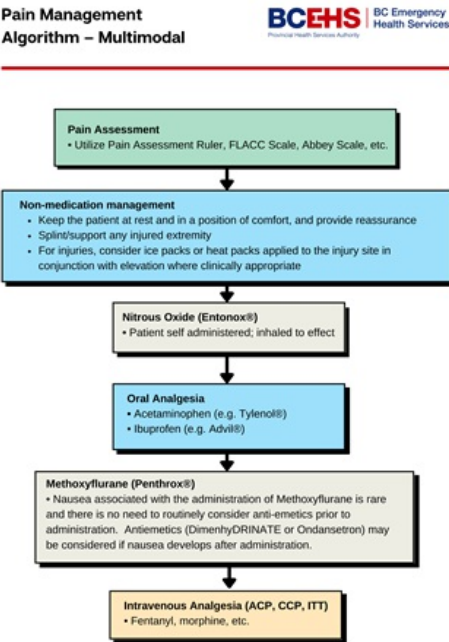 Pain Management
Algorithm – Multimodal
BCEHS
BC Emergency
Health Services
Provincial Health Services Authority
Pain Assessment
• Utilize Pain Assessment Ruler, FLACC Scale, Abbey Scale, etc.
Non-medication management
• Keep the patient at rest and in a position of comfort, and provide reassurance
• Splint/support any injured extremity
• For injuries, consider ice packs or heat packs applied to the injury site in
conjunction with elevation where clinically appropriate
Nitrous Oxide (Entonox®)
• Patient self administered; inhaled to effect
Oral Analgesia
• Acetaminophen (e.g. Tylenol®)
• Ibuprofen (e.g. Advil®)
Methoxyflurane (Penthrox®)
• Nausea associated with the administration of Methoxyflurane is rare
and there is no need to routinely consider anti-emetics prior to
administration. Antiemetics (DimenhyDRINATE or Ondansetron) may
be considered if nausea develops after administration.
Intravenous Analgesia (ACP, CCP, ITT)
• Fentanyl, morphine, etc.